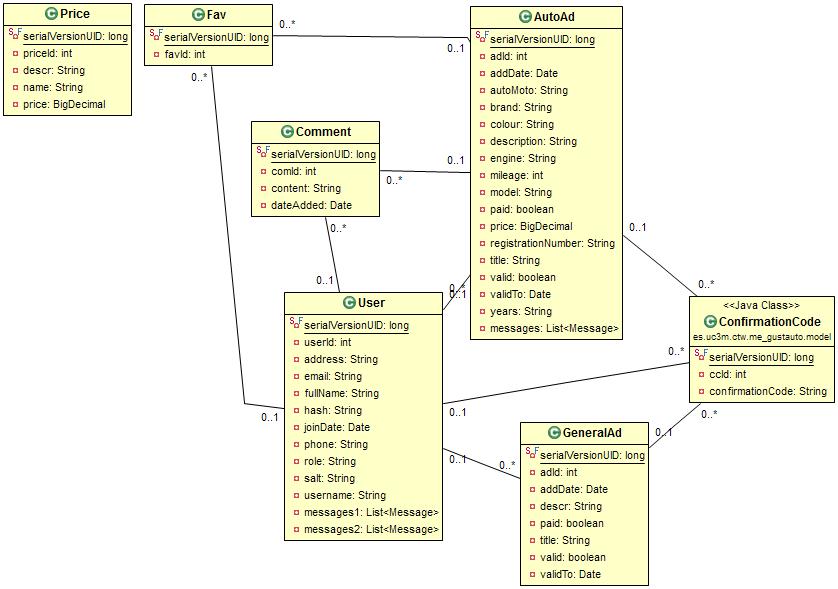 Price
serialVersionUID: long
priceId: int
descr: String
name: String
price: BigDecimal
Fav
serialVersionUID: long
favId: int
0..*
0..1
0..*
0..1
AutoAd
serialVersionUID: long
adId: int
addDate: Date
autoMoto: String
brand: String
colour: String
description: String
engine: String
mileage: int
model: String
paid: boolean
price: BigDecimal
registrationNumber: String
title: String
valid: boolean
validTo: Date
years: String
messages: List<Message>
Comment
serialVersionUID: long
comId: int
content: String
dateAdded: Date
0..1
0..*
0..*
0..1
0..*
0..1
User
serialVersionUID: long
userId: int
address: String
email: String
fullName: String
hash: String
joinDate: Date
phone: String
role: String
salt: String
username: String
messages1: List<Message>
messages2: List<Message>
0..1
0..*
<<Java Class>>
ConfirmationCode
es.uc3m.ctw.me_gustauto.model
serialVersionUID: long
ccId: int
confirmationCode: String
0..*
0..1
0..*
0..1
0..1
0..*
GeneralAd
serialVersionUID: long
adId: int
addDate: Date
descr: String
paid: boolean
title: String
valid: boolean
validTo: Date